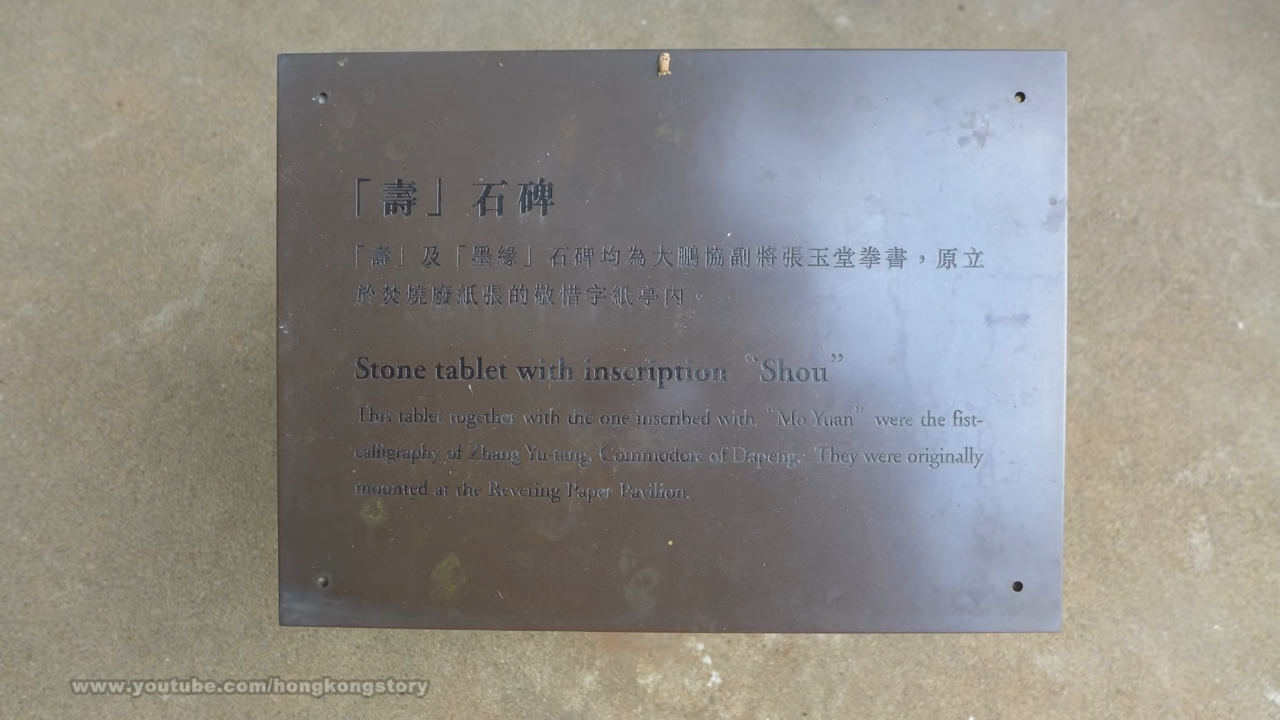 「壽」石碑
「壽」及「墨緣」石碑均為大鵬協副將張玉堂拳書，原立
於焚燒廢紙張的敬惜字紙亭內。
Stone tablet with inscription “Shou”
This tablet together with the one inscribed with “Mo Yuan” were the fist-
calligraphy of Zhang Yu-tang, Commodore of Dapeng. They were originally
mounted at the Revering Paper Pavilion.
www.youtube.com/hongkongstory